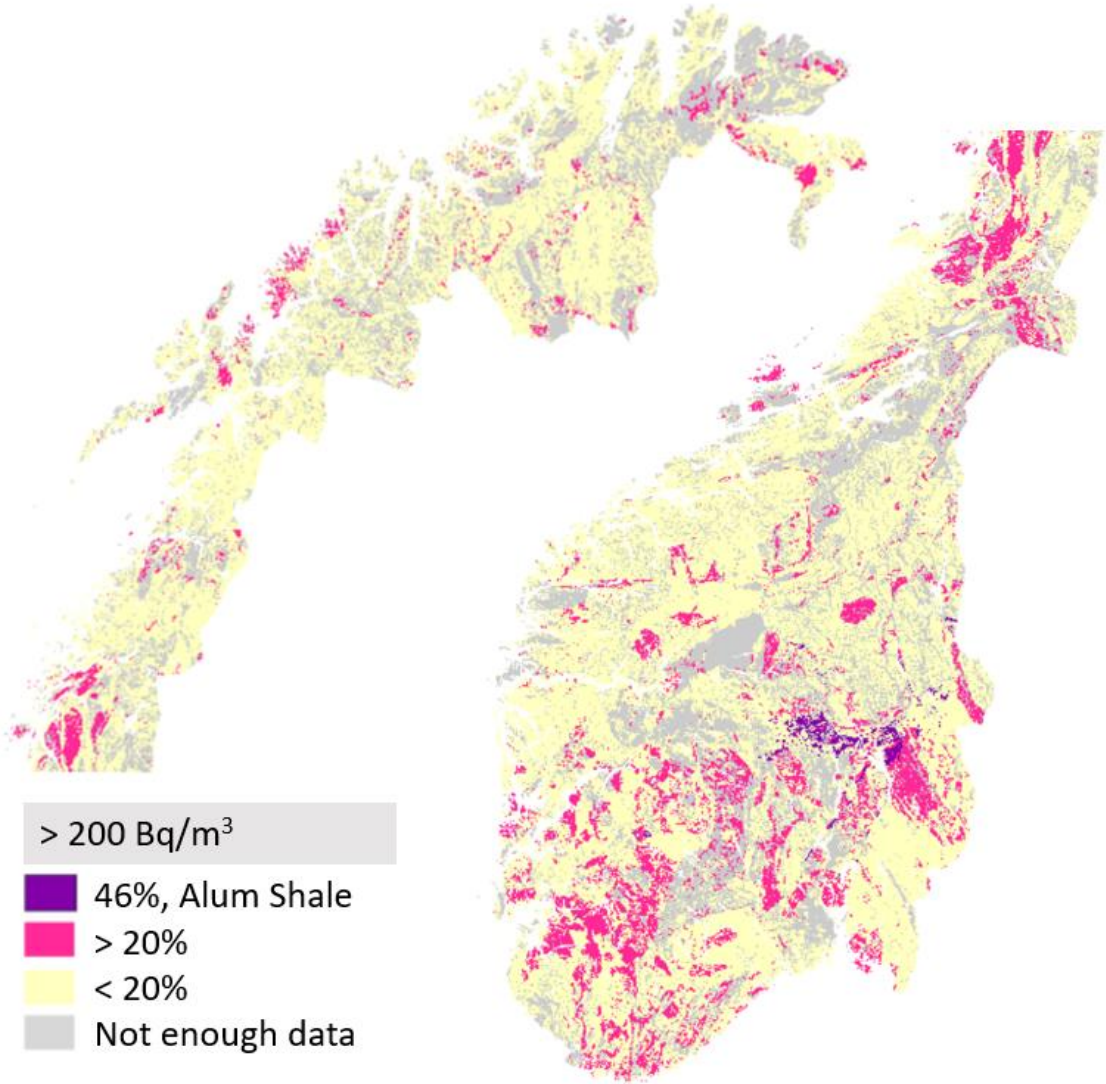 > 200 Bq/m³
46%, Alum Shale
> 20%
< 20%
Not enough data